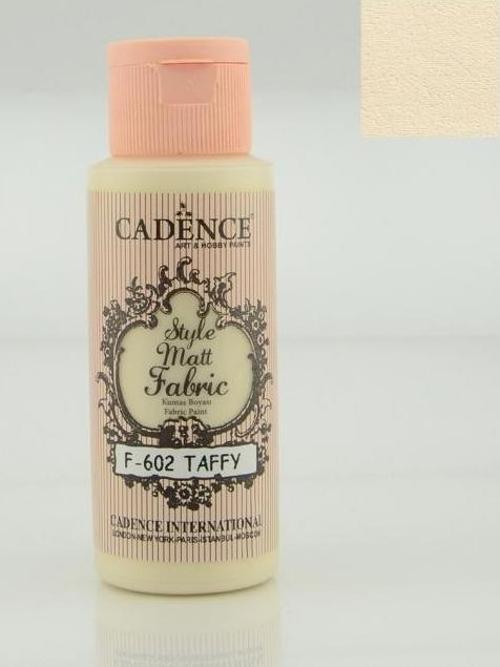 CADENCE
ART & HOBBY PAINTS
Style
Matt
Fabric
Kumaş Boyası
Fabric Paint
F-602 TAFFY
CADENCE INTERNATIONAL
LONDON-NEW YORK-PARIS-İSTANBUL-MOSCOW